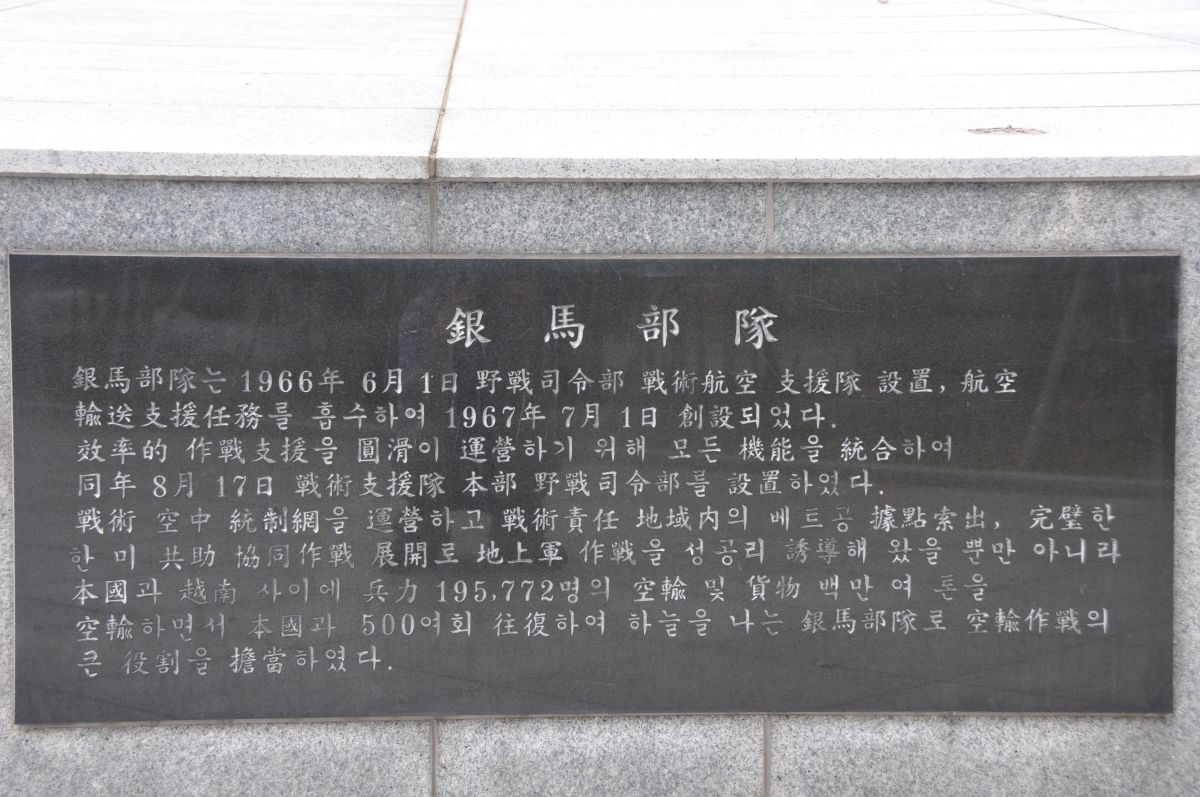 銀馬部隊
銀馬部隊는 1966年 6月 1日 野戰司令部 戰術航空 支援隊 設置, 航空
輸送支援任務를 흡수하여 1967年 7月 1日 創設되었다.
效率的 作戰支援을 圓滑이 運營하기 위해 모든 機能을 統合하여
同年 8月 17日 戰術支援隊 本部 野戰司令部를 設置하였다.
戰術 空中 統制網을 運營하고 戰術責任 地域内의 베트공 據點索出, 完璧한
한 미 共助 協同作戰 展開로 地上軍 作戰을 성공리 誘導해 왔을 뿐만 아니라
本國과 越南 사이에 兵力 195,772명의 空輸 및 貨物 백만 여 톤을
空輸하면서 本國과 500여회 往復하여 하늘을 나는 銀馬部隊로 空輸作戰의
큰 役割을 擔當하였다.